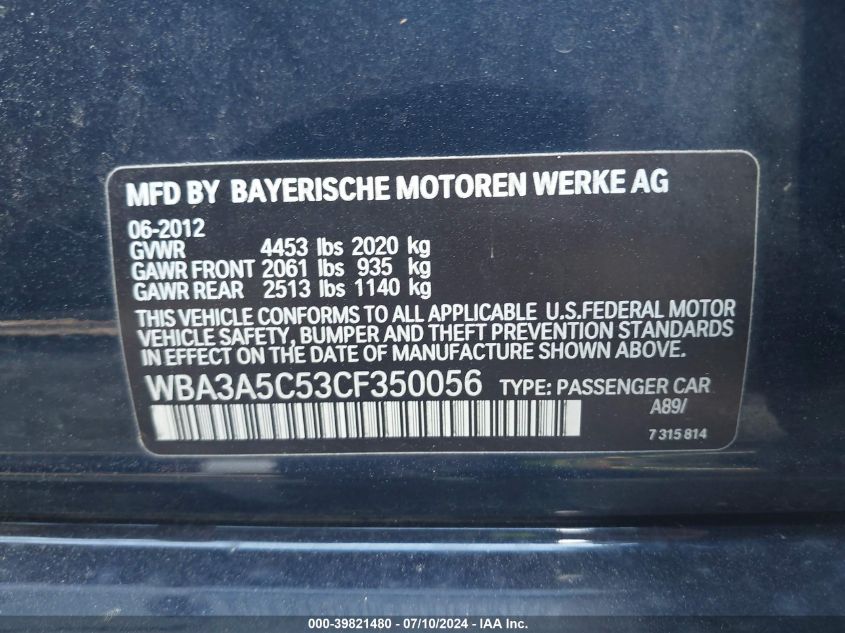 MFD BY BAYERISCHE MOTOREN WERKE AG
06-2012
GVWR 4453 lbs 2020 kg
GAWR FRONT 2061 lbs 935 kg
GAWR REAR 2513 lbs 1140 kg
THIS VEHICLE CONFORMS TO ALL APPLICABLE U.S.FEDERAL MOTOR
VEHICLE SAFETY, BUMPER AND THEFT PREVENTION STANDARDS
IN EFFECT ON THE DATE OF MANUFACTURE SHOWN ABOVE.
WBA3A5C53CF350056 TYPE: PASSENGER CAR
A89/
7 315 814
000-39821480 - 07/10/2024 - IAA Inc.